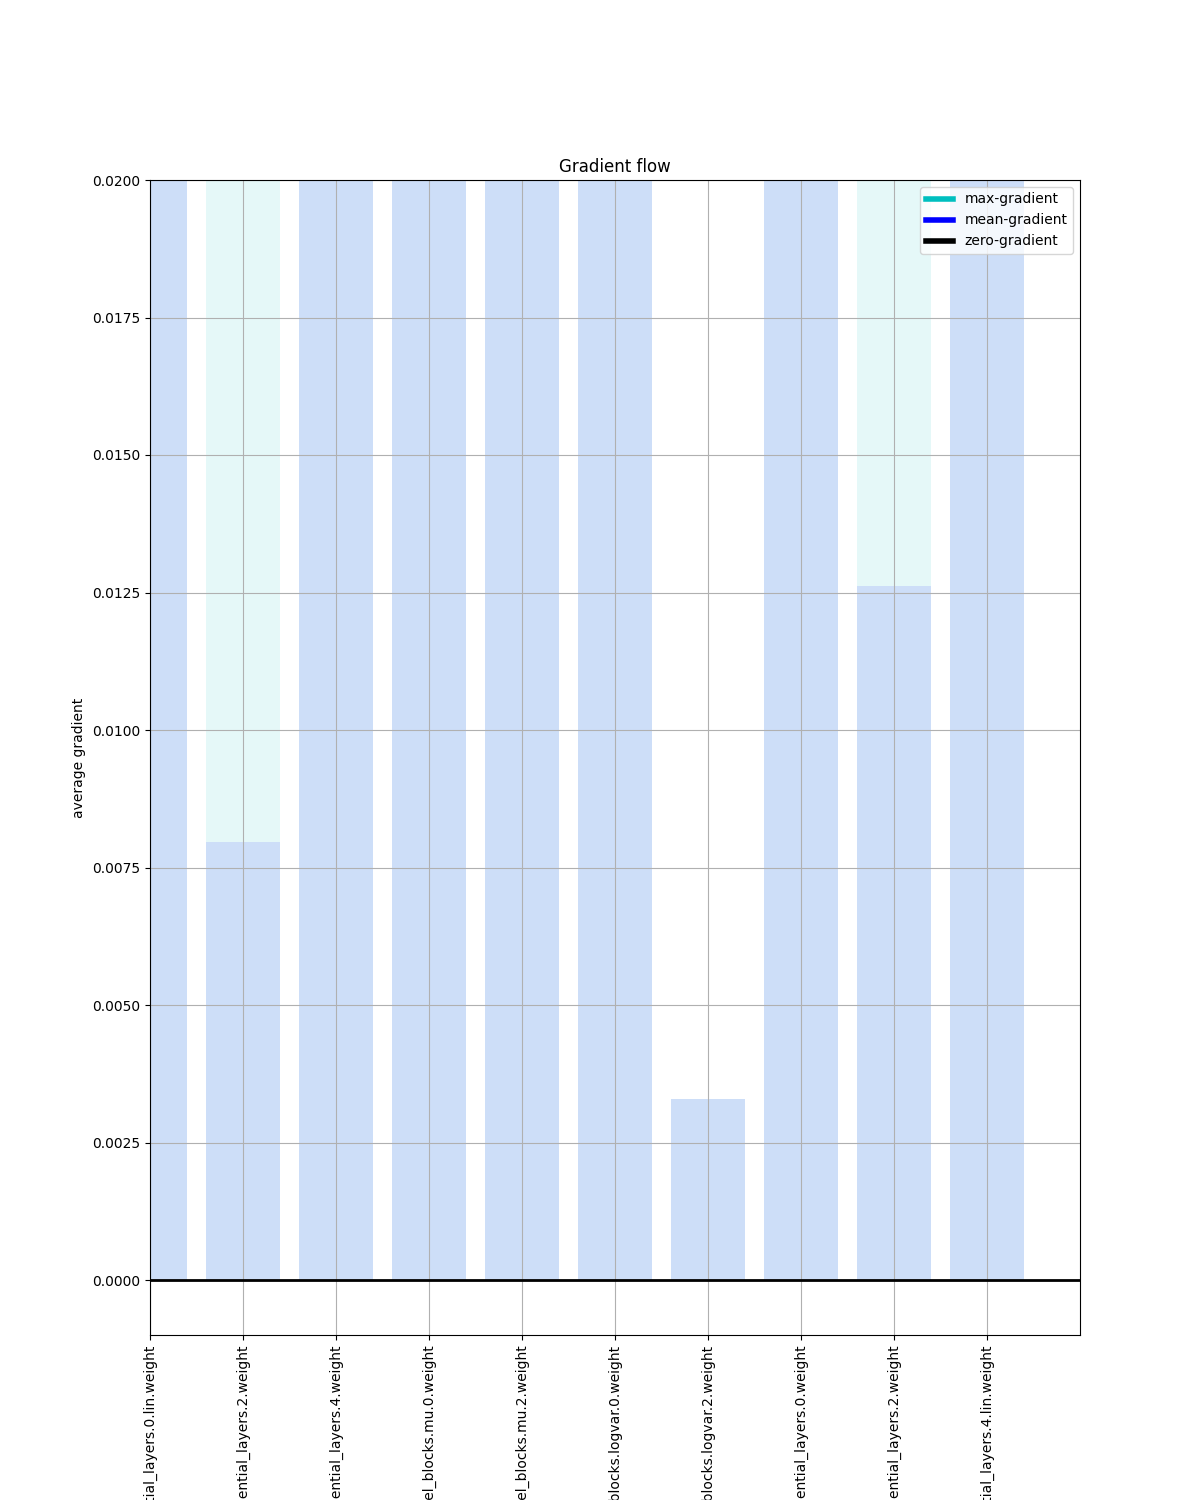 Gradient flow
max-gradient
mean-gradient
zero-gradient
0.0200
0.0175
0.0150
0.0125
0.0100
0.0075
0.0050
0.0025
0.0000
average gradient
tial_layers.0.lin.weight
ential_layers.2.weight
ential_layers.4.weight
el_blocks.mu.0.weight
el_blocks.mu.2.weight
blocks.logvar.0.weight
blocks.logvar.2.weight
ential_layers.0.weight
ential_layers.2.weight
tial_layers.4.lin.weight